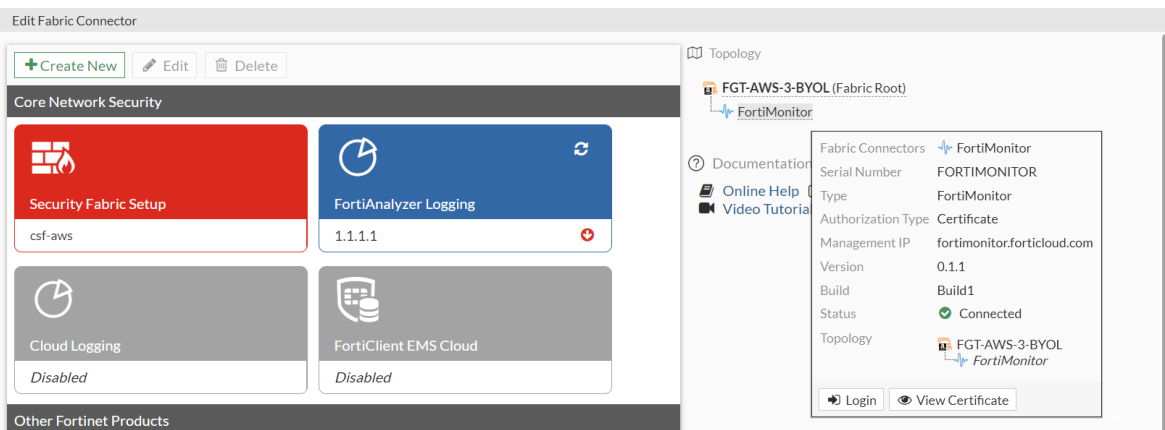 Edit Fabric Connector
Create New
Edit
Delete
Core Network Security
Security Fabric Setup
csf-aws
FortiAnalyzer Logging
1.1.1.1
Cloud Logging
Disabled
FortiClient EMS Cloud
Disabled
Other Fortinet Products
Topology
FGT-AWS-3-BYOL (Fabric Root)
FortiMonitor
Documentation
Online Help
Video Tutoria
Fabric Connectors FortiMonitor
Serial Number FORTIMONITOR
Type FortiMonitor
Authorization Type Certificate
Management IP fortimonitor.forticloud.com
Version 0.1.1
Build Build1
Status Connected
Topology FGT-AWS-3-BYOL
FortiMonitor
Login View Certificate